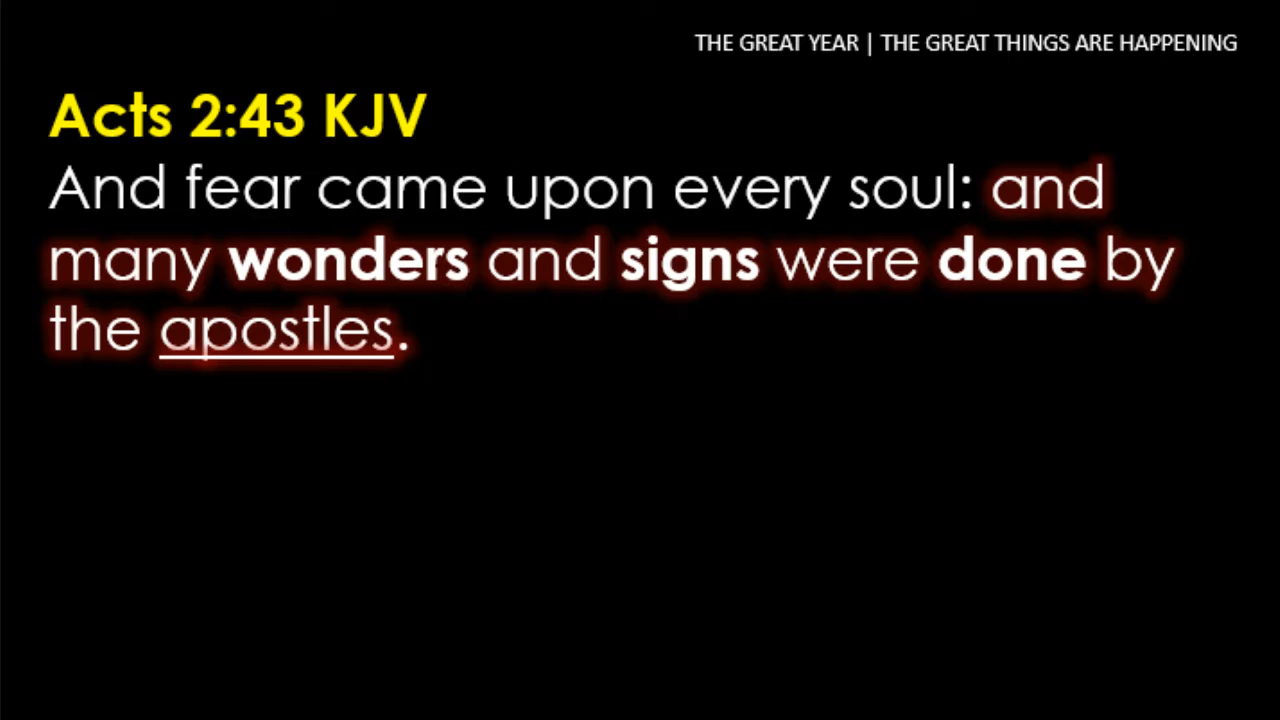 THE GREAT YEAR | THE GREAT THINGS ARE HAPPENING
Acts 2:43 KJV
And fear came upon every soul: and
many wonders and signs were done by
the apostles.